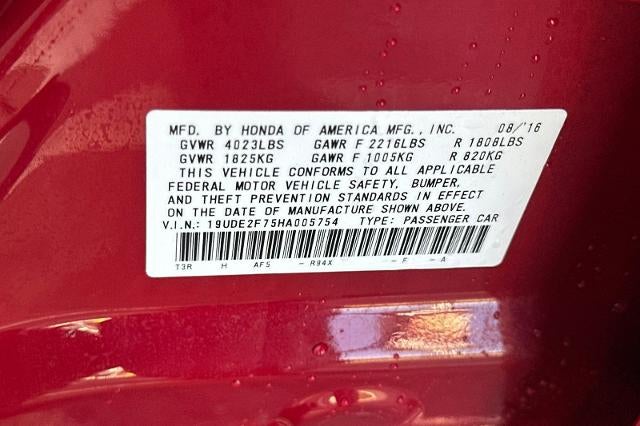 MFD. BY HONDA OF AMERICA MFG., INC. 08/'16
GVWR 4023LBS GAWR F 2216LBS R 1808LBS
GVWR 1825KG GAWR F 1005KG R 820KG
THIS VEHICLE CONFORMS TO ALL APPLICABLE
FEDERAL MOTOR VEHICLE SAFETY, BUMPER,
AND THEFT PREVENTION STANDARDS IN EFFECT
ON THE DATE OF MANUFACTURE SHOWN ABOVE.
V.I.N.: 19UDE2F75HA005754 TYPE: PASSENGER CAR
T3R H AF5 - R94X - F - A